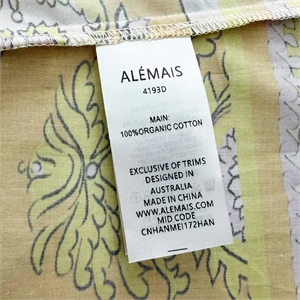 ALÉMAIS
4193D
MAIN:
100%ORGANIC COTTON
EXCLUSIVE OF TRIMS
DESIGNED IN
AUSTRALIA
MADE IN CHINA
WWW.ALEMAIS.COM
MID CODE
CNHANMEI172HAN